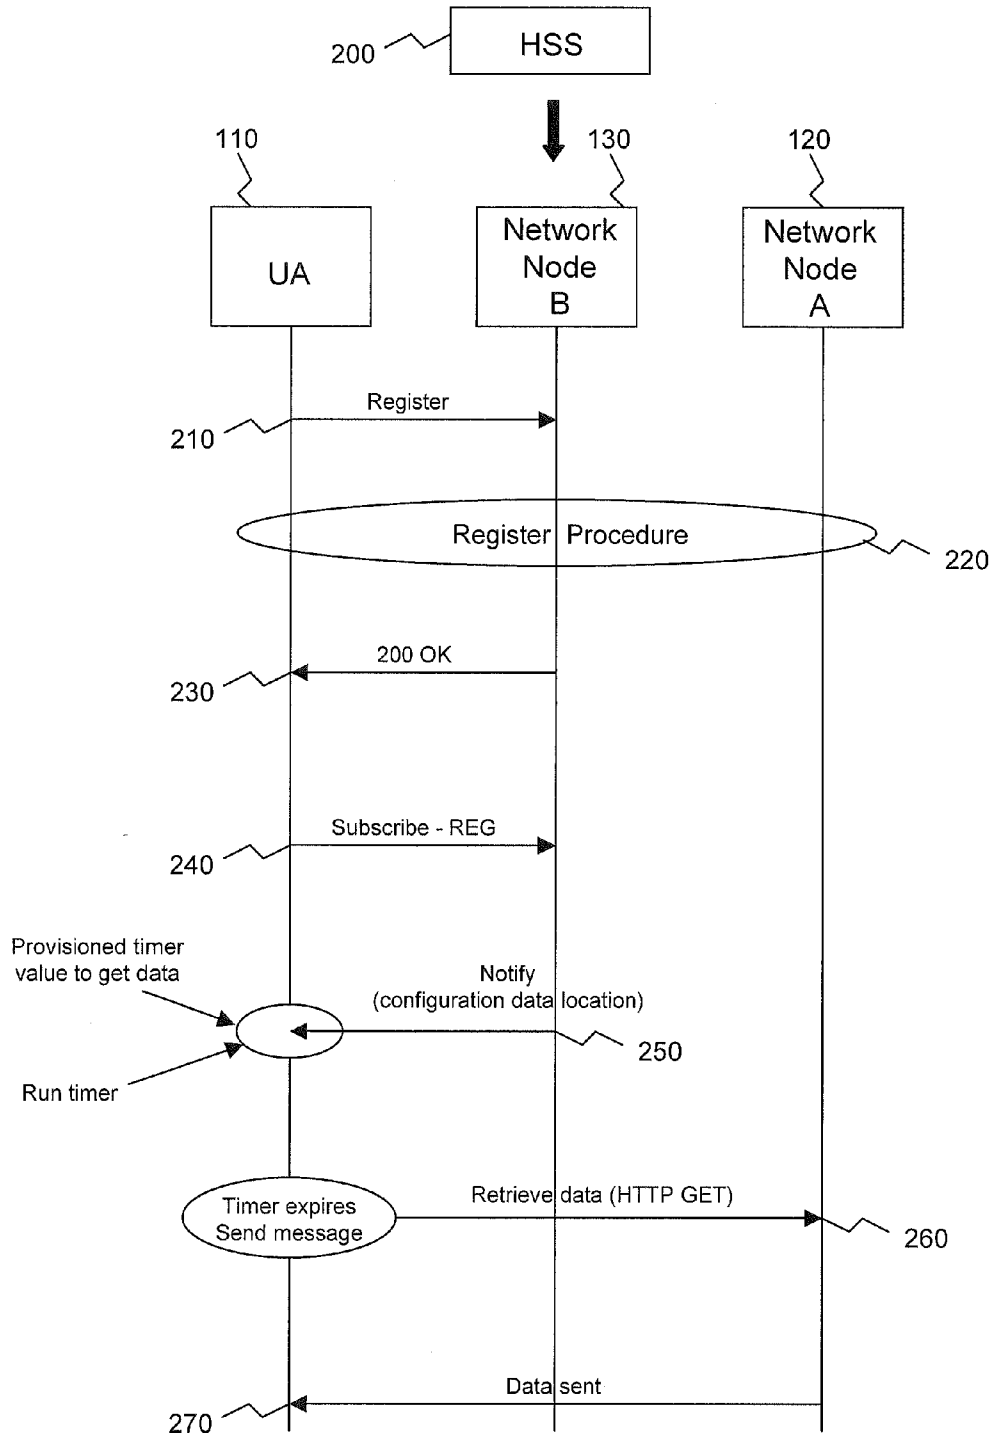 200
HSS
110
130
120
UA
Network
Node
B
Network
Node
A
Register
210
Register Procedure
220
200 OK
230
Subscribe - REG
240
Provisioned timer
value to get data
Notify
(configuration data location)
250
Run timer
Timer expires
Send message
Retrieve data (HTTP GET)
260
Data sent
270